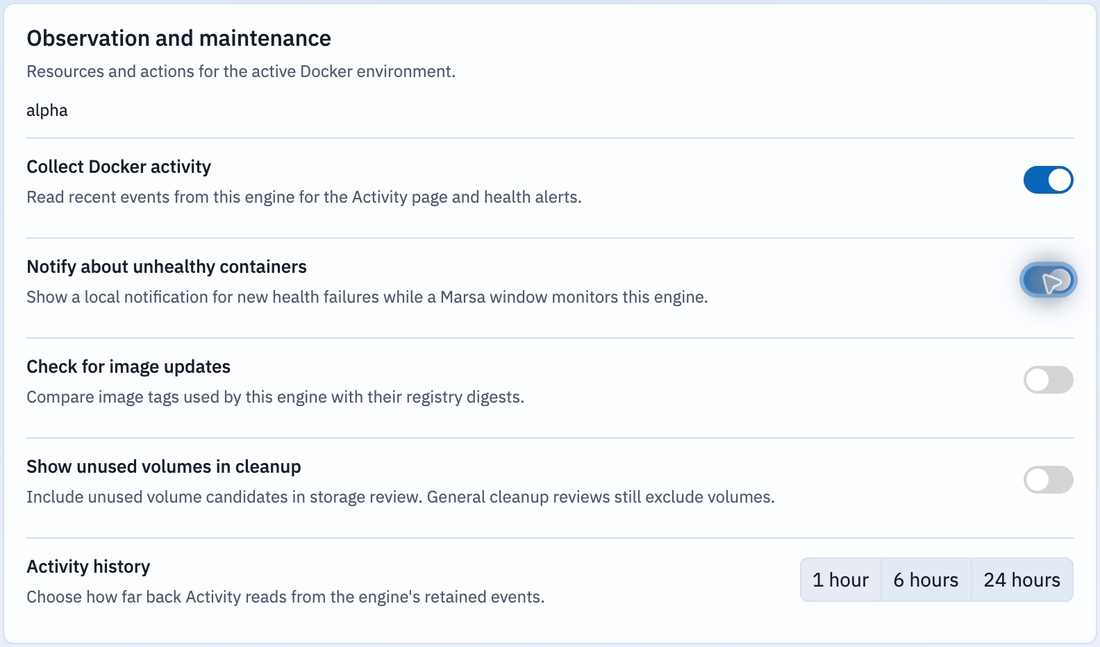 Observation and maintenance
Resources and actions for the active Docker environment.
alpha
Collect Docker activity
Read recent events from this engine for the Activity page and health alerts.
Notify about unhealthy containers
Show a local notification for new health failures while a Marsa window monitors this engine.
Check for image updates
Compare image tags used by this engine with their registry digests.
Show unused volumes in cleanup
Include unused volume candidates in storage review. General cleanup reviews still exclude volumes.
Activity history
1 hour 6 hours 24 hours
Choose how far back Activity reads from the engine's retained events.